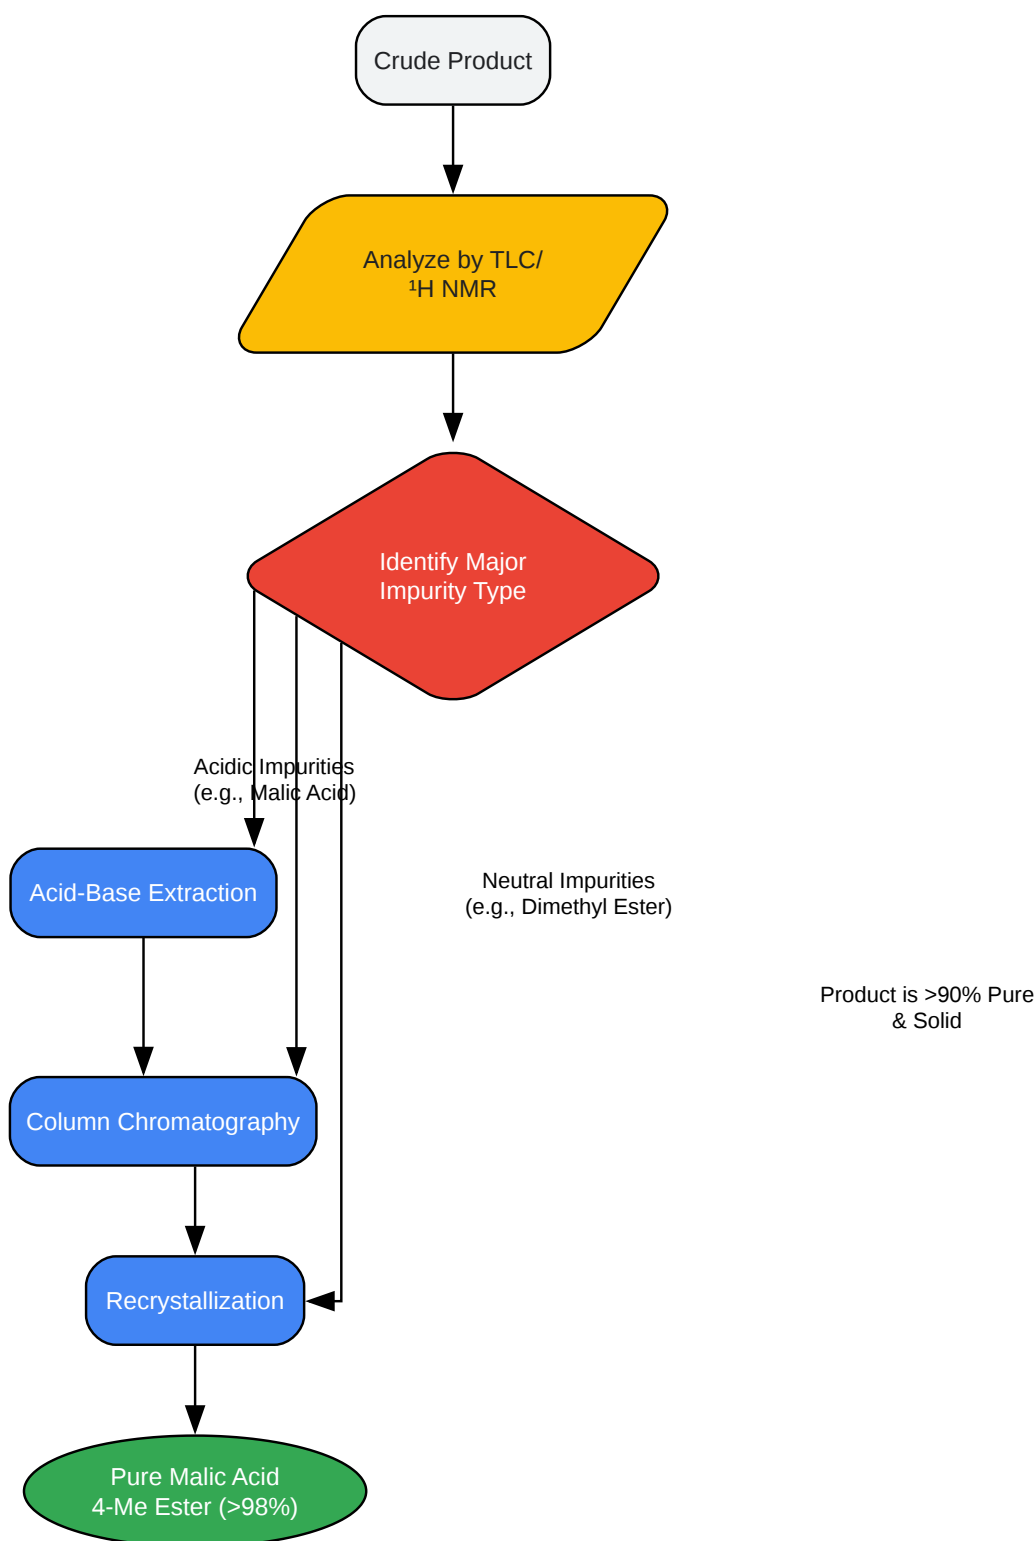 Crude Product
Analyze by TLC/
¹H NMR
Identify Major
Impurity Type
Acidic Impurities
(e.g., Malic Acid)
Acid-Base Extraction
Neutral Impurities
(e.g., Dimethyl Ester)
Product is >90% Pure
& Solid
Column Chromatography
Recrystallization
Pure Malic Acid
4-Me Ester (>98%)